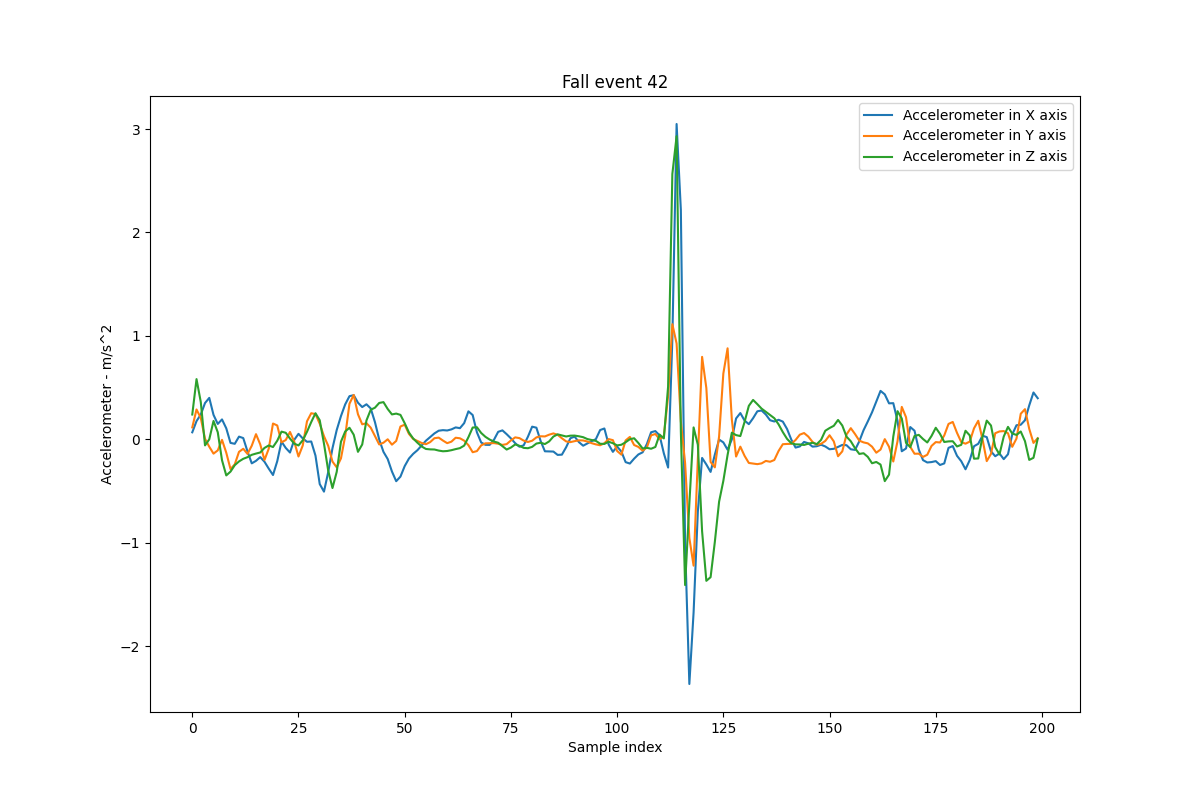 Fall event 42
Accelerometer in X axis
Accelerometer in Y axis
Accelerometer in Z axis
Accelerometer - m/s^2
3
2
1
0
−1
−2
0 25 50 75 100 125 150 175 200
Sample index